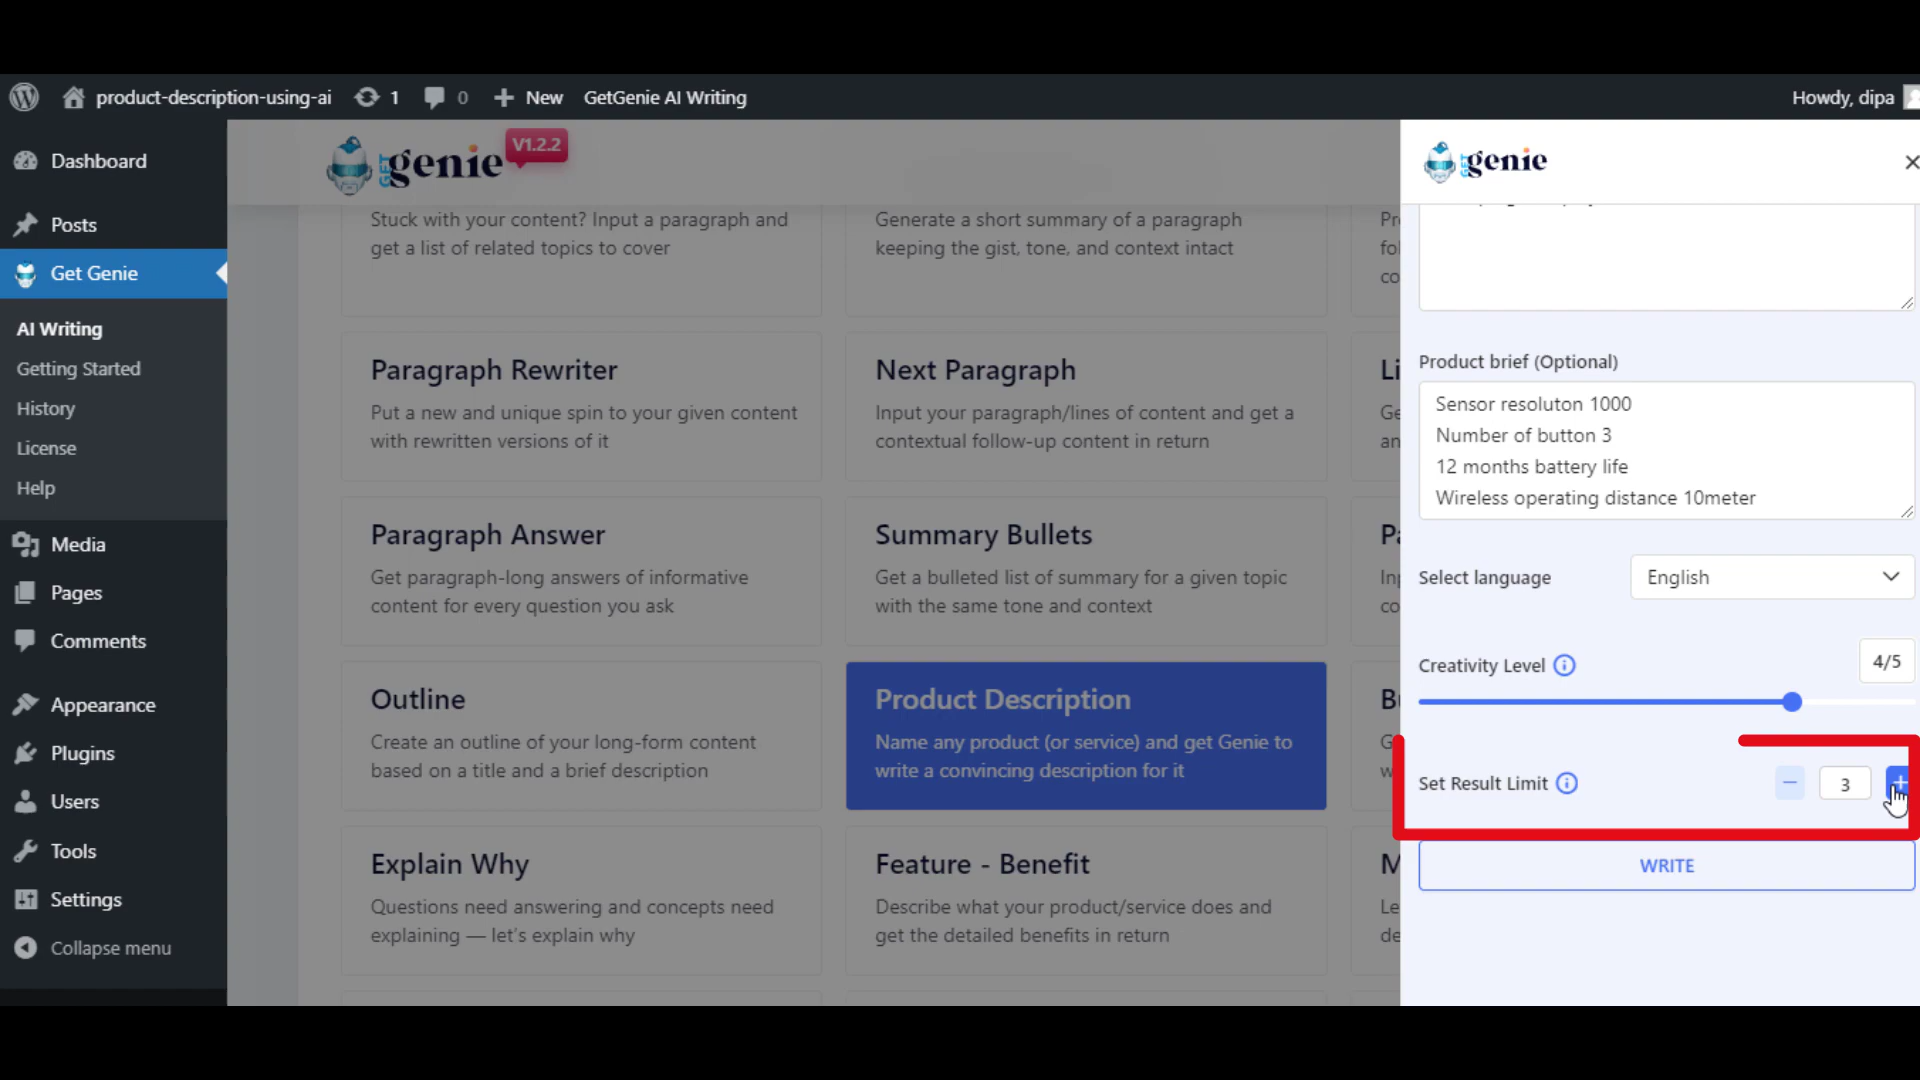 product-description-using-ai 1 0 New GetGenie AI Writing Howdy, dipa
Dashboard
Posts
Get Genie
AI Writing
Getting Started
History
License
Help
Media
Pages
Comments
Appearance
Plugins
Users
Tools
Settings
Collapse menu
GET genie V1.2.2
Stuck with your content? Input a paragraph and
get a list of related topics to cover
Generate a short summary of a paragraph
keeping the gist, tone, and context intact
Paragraph Rewriter
Put a new and unique spin to your given content
with rewritten versions of it
Next Paragraph
Input your paragraph/lines of content and get a
contextual follow-up content in return
Paragraph Answer
Get paragraph-long answers of informative
content for every question you ask
Summary Bullets
Get a bulleted list of summary for a given topic
with the same tone and context
Outline
Create an outline of your long-form content
based on a title and a brief description
Product Description
Name any product (or service) and get Genie to
write a convincing description for it
Explain Why
Questions need answering and concepts need
explaining — let's explain why
Feature - Benefit
Describe what your product/service does and
get the detailed benefits in return
GET genie
Product brief (Optional)
Sensor resoluton 1000
Number of button 3
12 months battery life
Wireless operating distance 10meter
Select language English
Creativity Level 4/5
Set Result Limit − 3 +
WRITE